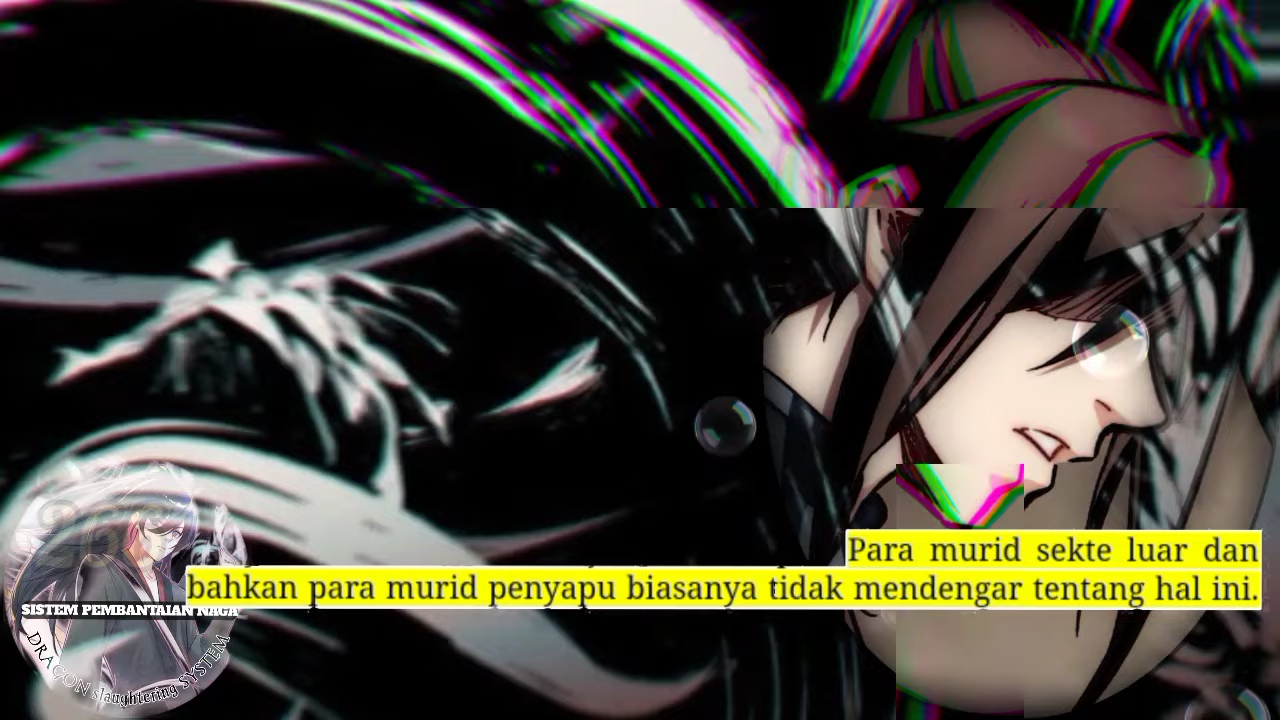 Para murid sekte luar dan
bahkan para murid penyapu biasanya tidak mendengar tentang hal ini.
SISTEM PEMBANTAIAN NAGA
DRAGON slaughtering SYSTEM